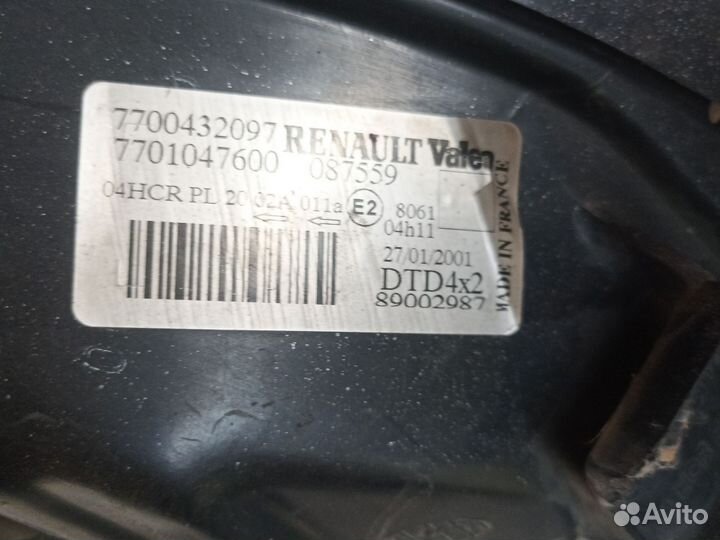 7700432097 RENAULT Valeo
7701047600 087559
04HCR PL 20 02A 011a E2 8061
04h11
27/01/2001
DTD4x2
89002987
MADE IN FRANCE
Avito